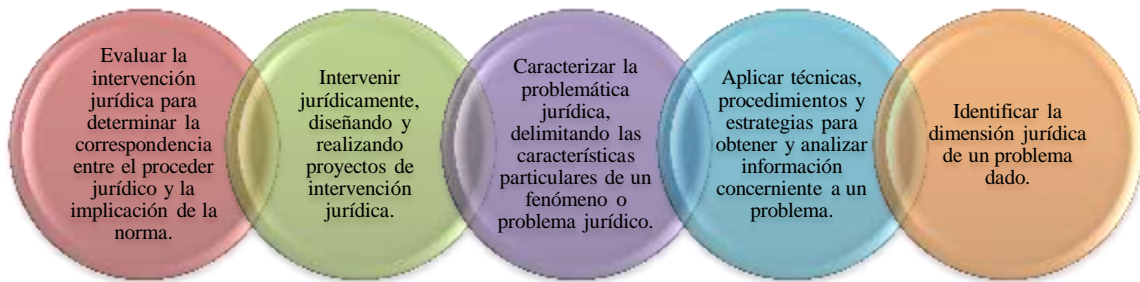 Evaluar la
intervención
jurídica para
determinar la
correspondencia
entre el proceder
jurídico y la
implicación de la
norma.
Intervenir
jurídicamente,
diseñando y
realizando
proyectos de
intervención
jurídica.
Caracterizar la
problemática
jurídica,
delimitando las
características
particulares de un
fenómeno o
problema jurídico.
Aplicar técnicas,
procedimientos y
estrategias para
obtener y analizar
información
concerniente a un
problema.
Identificar la
dimensión jurídica
de un problema
dado.